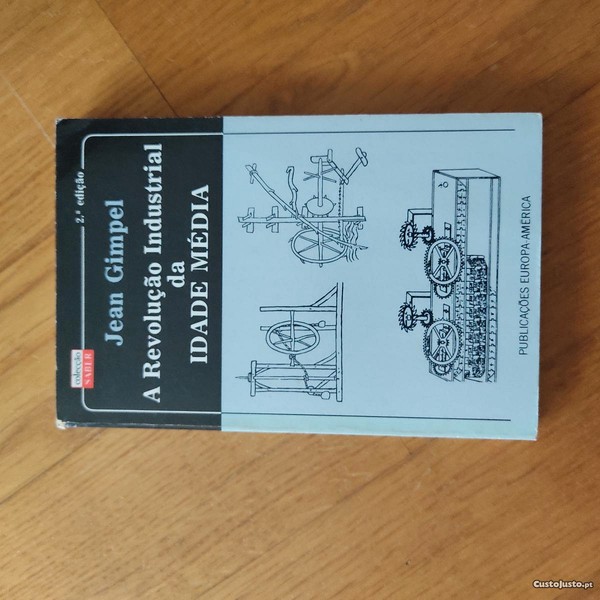 colecção
SABER
2.ª edição
Jean Gimpel
A Revolução Industrial
da
IDADE MÉDIA
PUBLICAÇÕES EUROPA-AMÉRICA
CustoJusto.pt